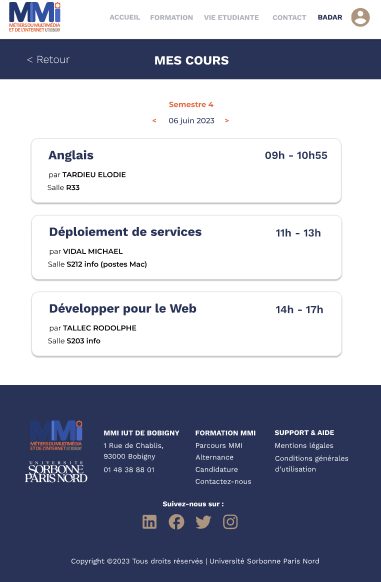 MMI
MÉTIERS DU MULTIMÉDIA
ET DE L'INTERNET
ACCUEIL
FORMATION
VIE ETUDIANTE
CONTACT
BADAR
< Retour
MES COURS
Semestre 4
< 06 juin 2023 >
Anglais
09h - 10h55
par TARDIEU ELODIE
Salle R33
Déploiement de services
11h - 13h
par VIDAL MICHAEL
Salle S212 info (postes Mac)
Développer pour le Web
14h - 17h
par TALLEC RODOLPHE
Salle S203 info
MMI
MÉTIERS DU MULTIMÉDIA
ET DE L'INTERNET
UNIVERSITÉ
SORBONNE
PARIS NORD
MMI IUT DE BOBIGNY
1 Rue de Chablis,
93000 Bobigny
01 48 38 88 01
FORMATION MMI
Parcours MMI
Alternance
Candidature
Contactez-nous
SUPPORT & AIDE
Mentions légales
Conditions générales
d'utilisation
Suivez-nous sur :
Copyright ©2023 Tous droits réservés | Université Sorbonne Paris Nord